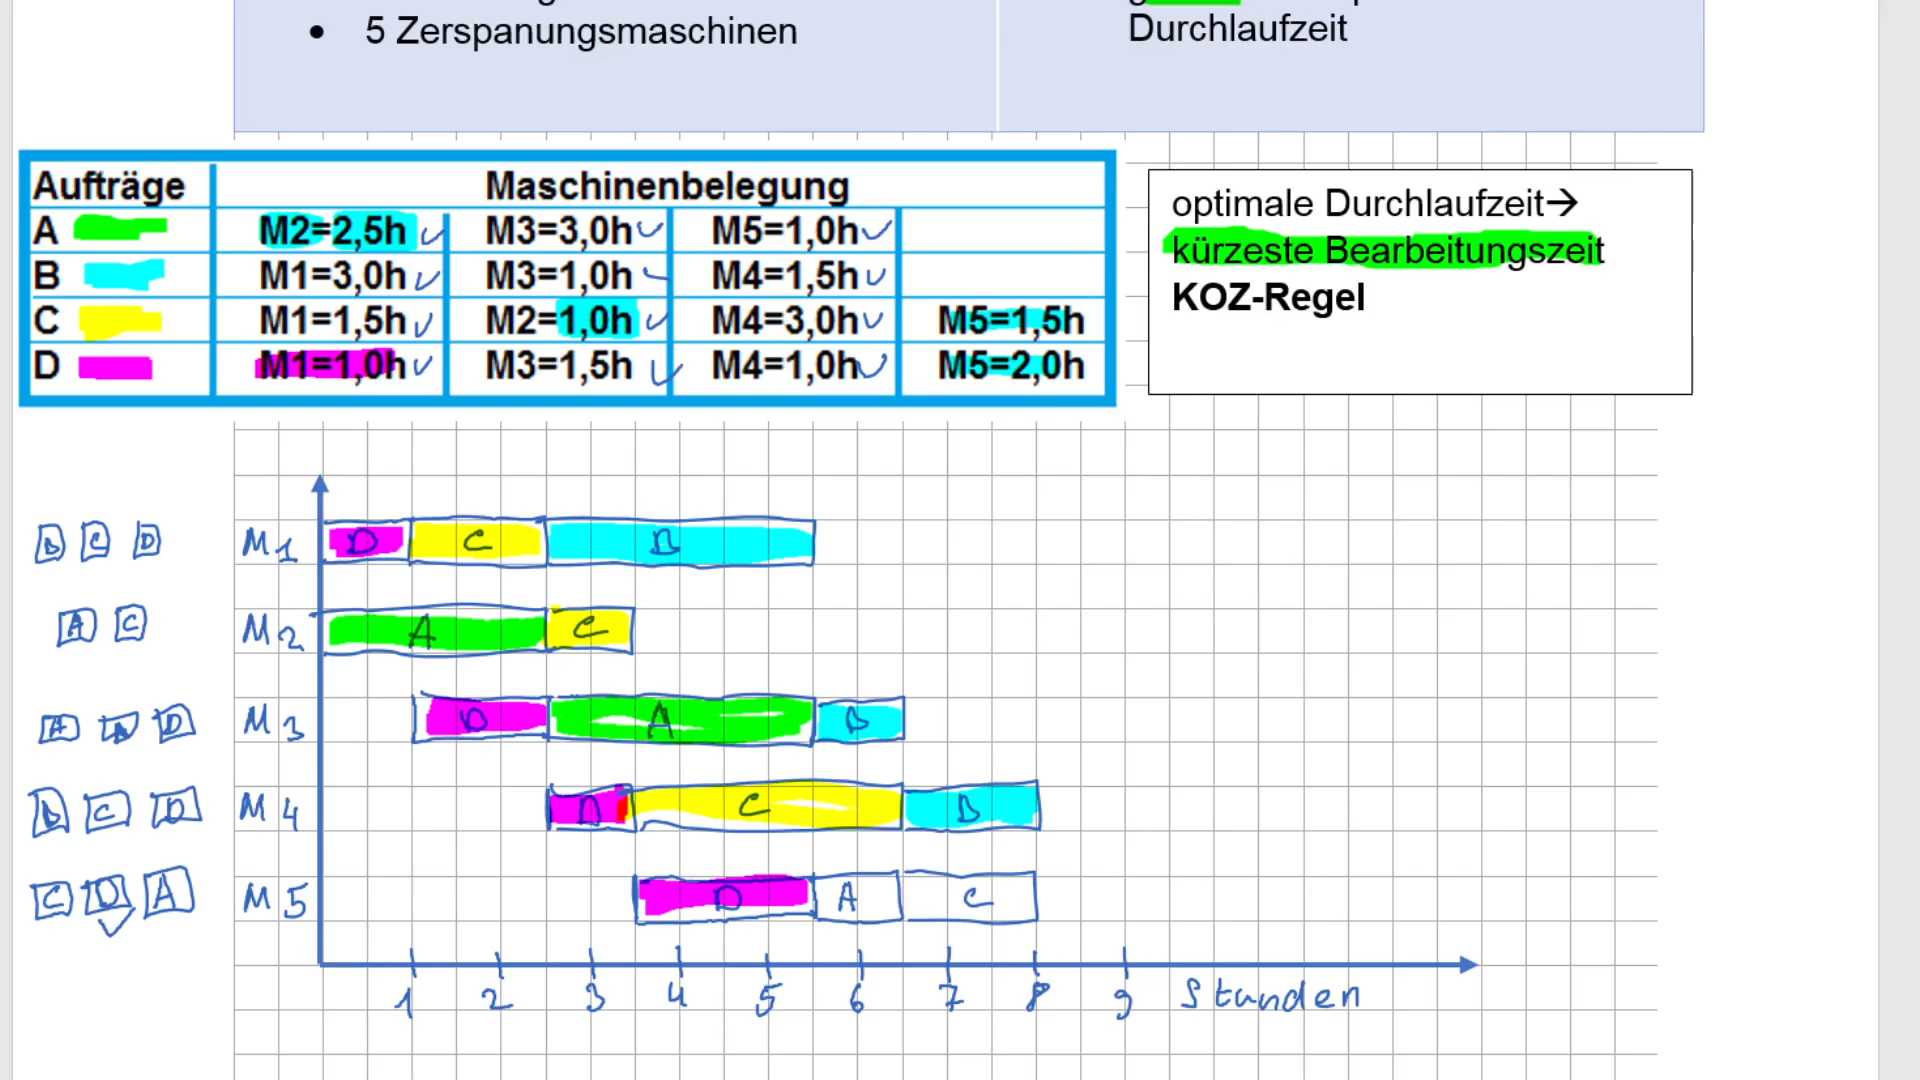 • 5 Zerspanungsmaschinen
Durchlaufzeit
Aufträge Maschinenbelegung
A M2=2,5h M3=3,0h M5=1,0h
B M1=3,0h M3=1,0h M4=1,5h
C M1=1,5h M2=1,0h M4=3,0h M5=1,5h
D M1=1,0h M3=1,5h M4=1,0h M5=2,0h
optimale Durchlaufzeit→
kürzeste Bearbeitungszeit
KOZ-Regel
B C D M1 D C B
A C M2 A C
A B D M3 D A B
B C D M4 D C B
C D A M5 D A C
1 2 3 4 5 6 7 8 9 Stunden